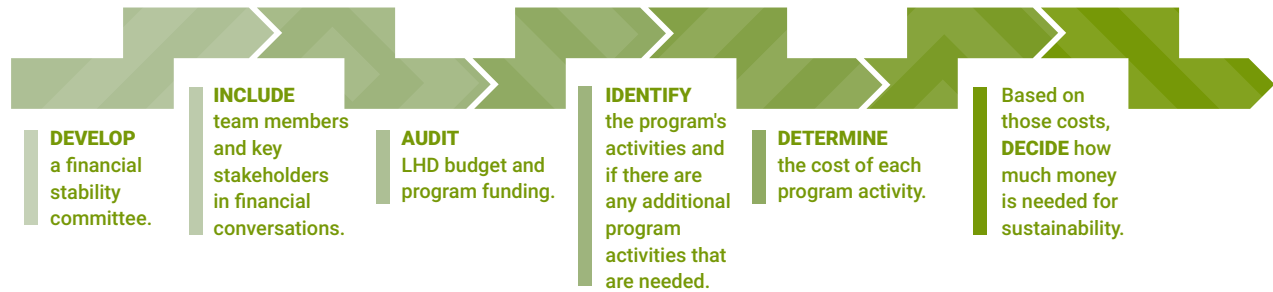 DEVELOP
a financial
stability
committee.
INCLUDE
team members
and key
stakeholders
in financial
conversations.
AUDIT
LHD budget and
program funding.
IDENTIFY
the program's
activities and
if there are
any additional
program
activities that
are needed.
DETERMINE
the cost of each
program activity.
Based on
those costs,
DECIDE how
much money
is needed for
sustainability.